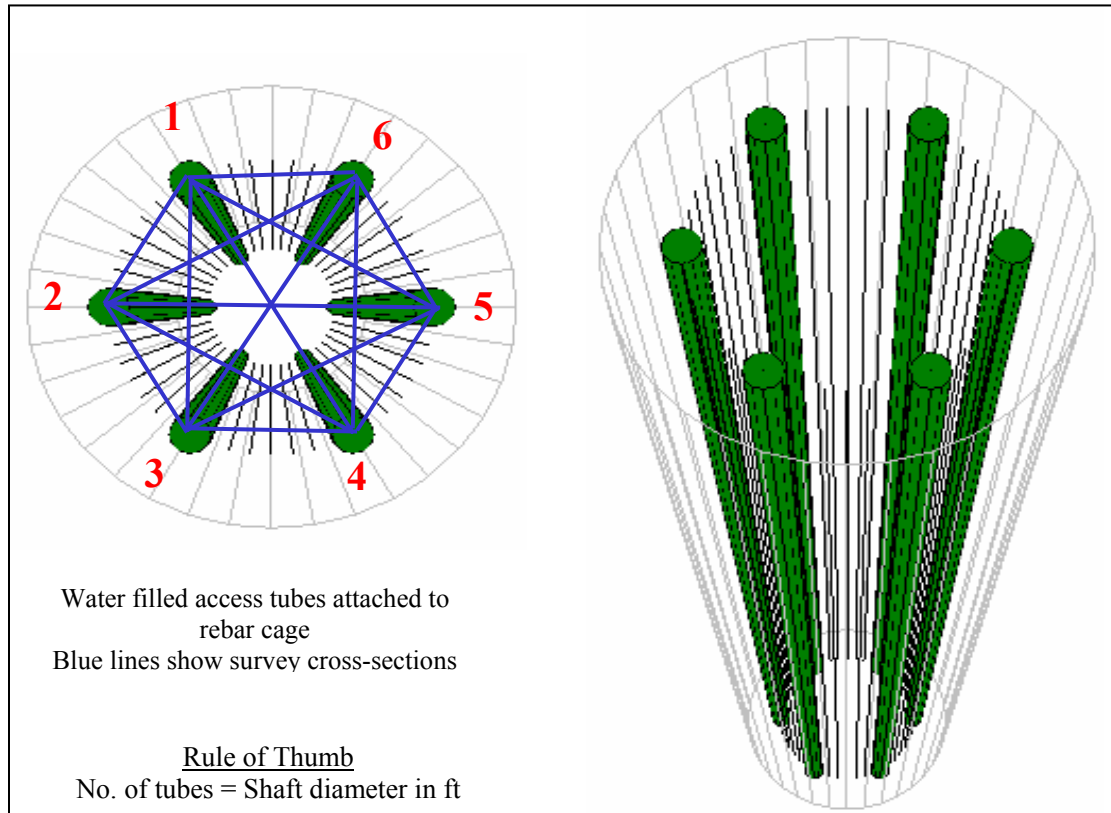 1
6
2
5
3
4
Water filled access tubes attached to
rebar cage
Blue lines show survey cross-sections
Rule of Thumb
No. of tubes = Shaft diameter in ft